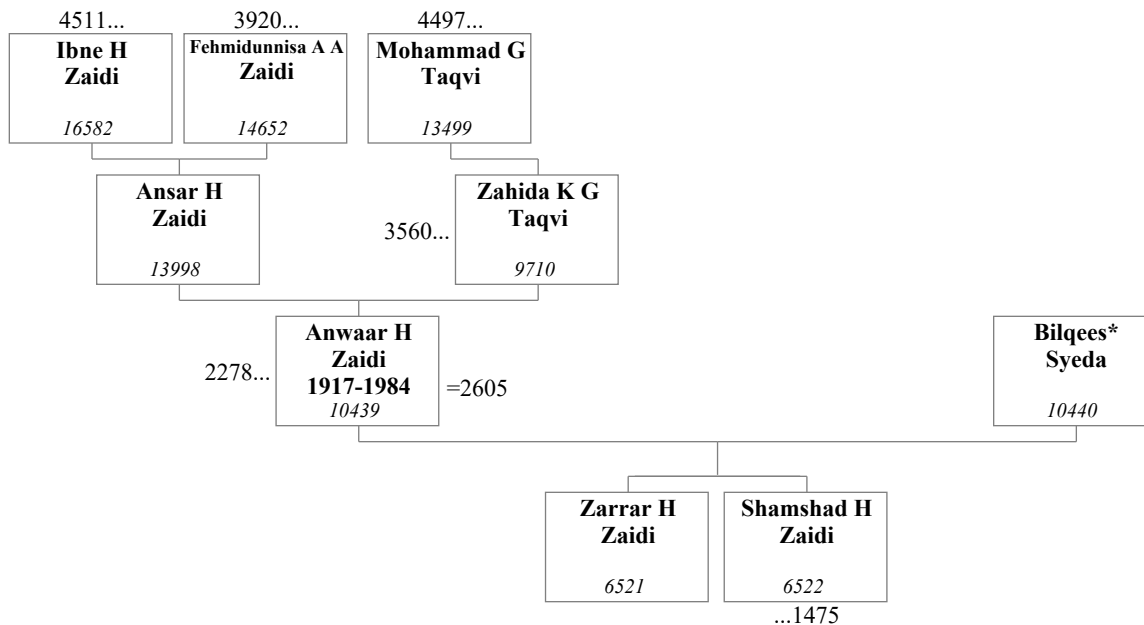 4511...
3920...
4497...
Ibne H
Zaidi
16582
Fehmidunnisa A A
Zaidi
14652
Mohammad G
Taqvi
13499
Ansar H
Zaidi
13998
3560...
Zahida K G
Taqvi
9710
2278...
Anwaar H
Zaidi
1917-1984
10439
=2605
Bilqees*
Syeda
10440
Zarrar H
Zaidi
6521
Shamshad H
Zaidi
6522
...1475